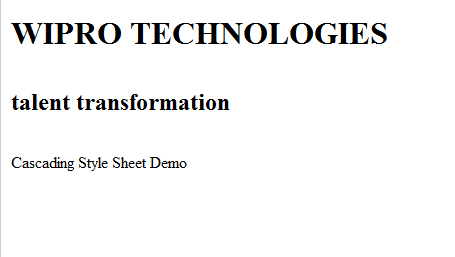 WIPRO TECHNOLOGIES
talent transformation
Cascading Style Sheet Demo